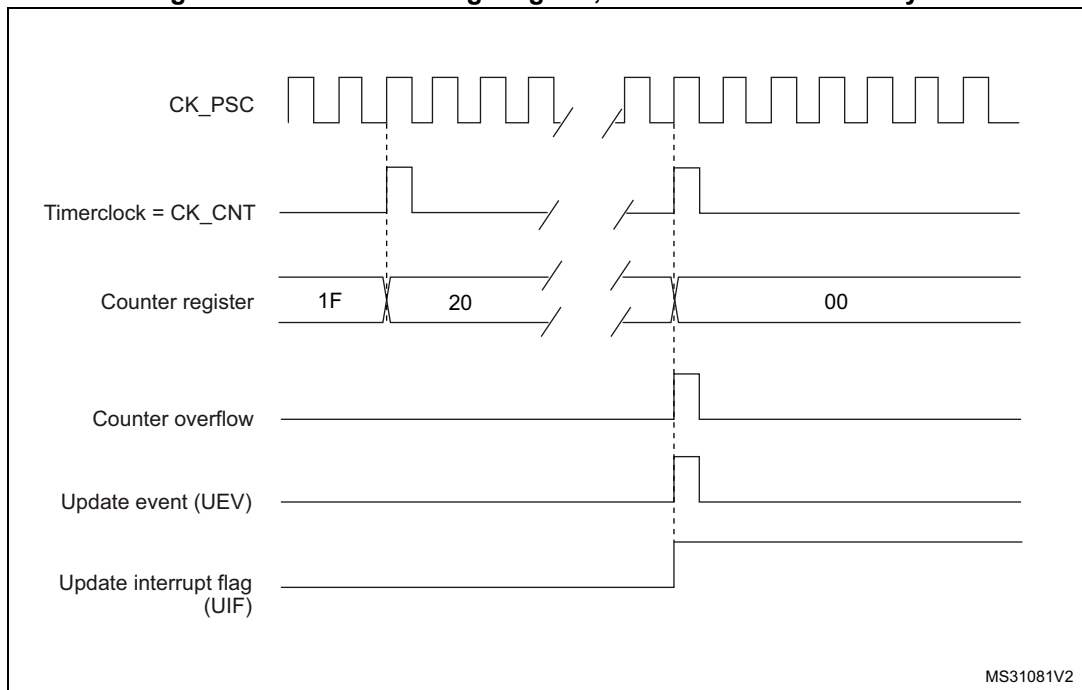 CK_PSC
Timerclock = CK_CNT
Counter register
1F
20
00
Counter overflow
Update event (UEV)
Update interrupt flag
(UIF)
MS31081V2